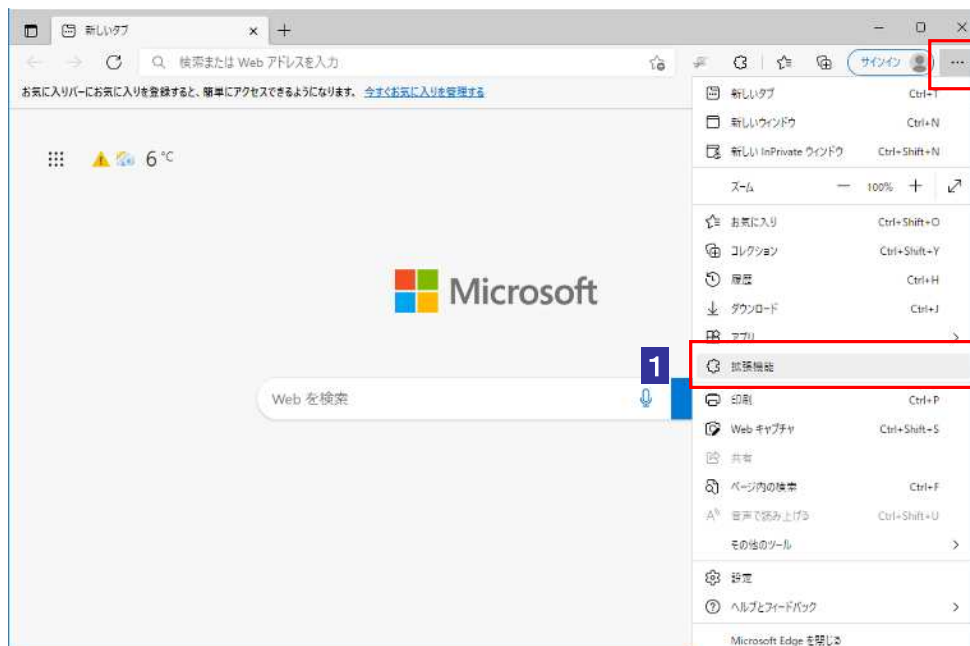 新しいタブ
検索または Web アドレスを入力
サインイン
お気に入りバーにお気に入りを登録すると、簡単にアクセスできるようになります。 今すぐお気に入りを管理する
新しいタブ Ctrl+T
新しいウィンドウ Ctrl+N
新しい InPrivate ウィンドウ Ctrl+Shift+N
6 °C
ズーム 100%
お気に入り Ctrl+Shift+O
コレクション Ctrl+Shift+Y
履歴 Ctrl+H
Microsoft
ダウンロード Ctrl+J
アプリ
1
拡張機能
Web を検索
印刷 Ctrl+P
Web キャプチャ Ctrl+Shift+S
共有
ページ内の検索 Ctrl+F
音声で読み上げる Ctrl+Shift+U
その他のツール
設定
ヘルプとフィードバック
Microsoft Edge を閉じる